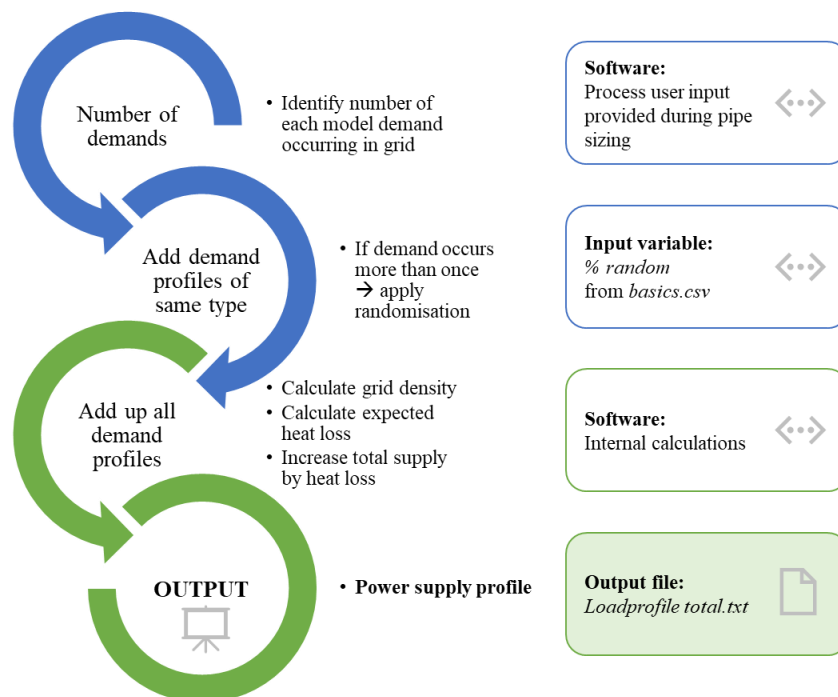 Number of
demands
• Identify number of
each model demand
occurring in grid
Software:
Process user input
provided during pipe
sizing
Add demand
profiles of
same type
• If demand occurs
more than once
→ apply
randomisation
Input variable:
% random
from basics.csv
Add up all
demand
profiles
• Calculate grid density
• Calculate expected
heat loss
• Increase total supply
by heat loss
Software:
Internal calculations
OUTPUT
• Power supply profile
Output file:
Loadprofile total.txt